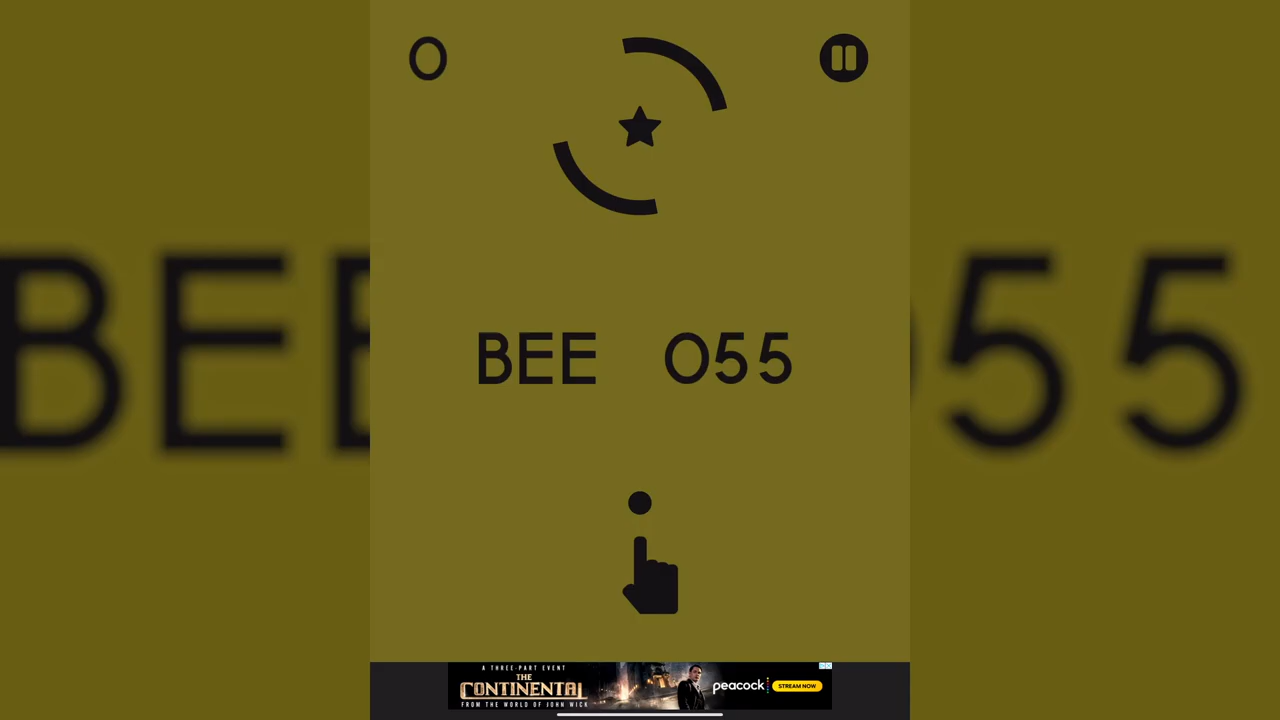 0
BEE 055
A THREE-PART EVENT
THE
CONTINENTAL
FROM THE WORLD OF JOHN WICK
peacock
STREAM NOW